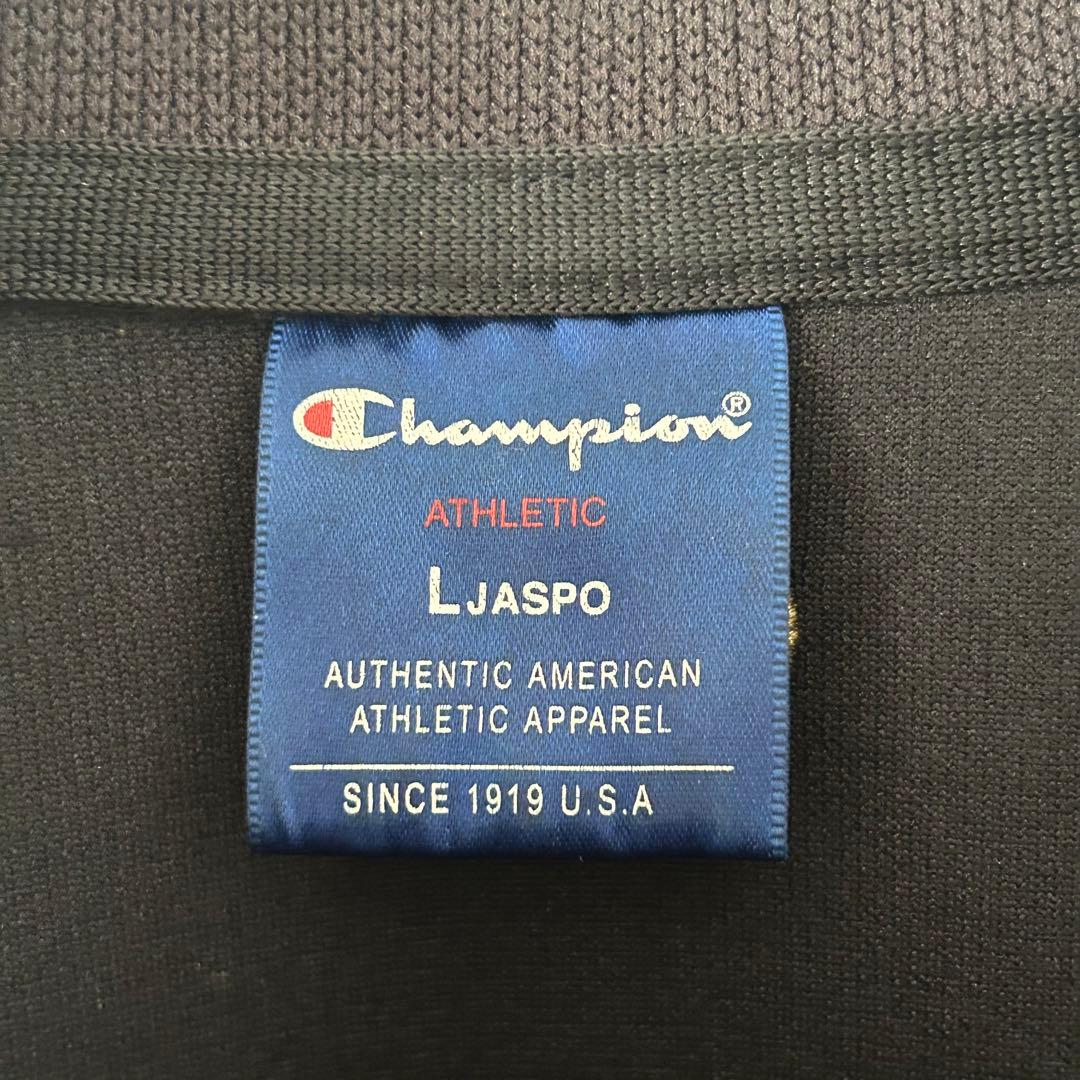 Champion®
ATHLETIC
L JASPO
AUTHENTIC AMERICAN
ATHLETIC APPAREL
SINCE 1919 U.S.A